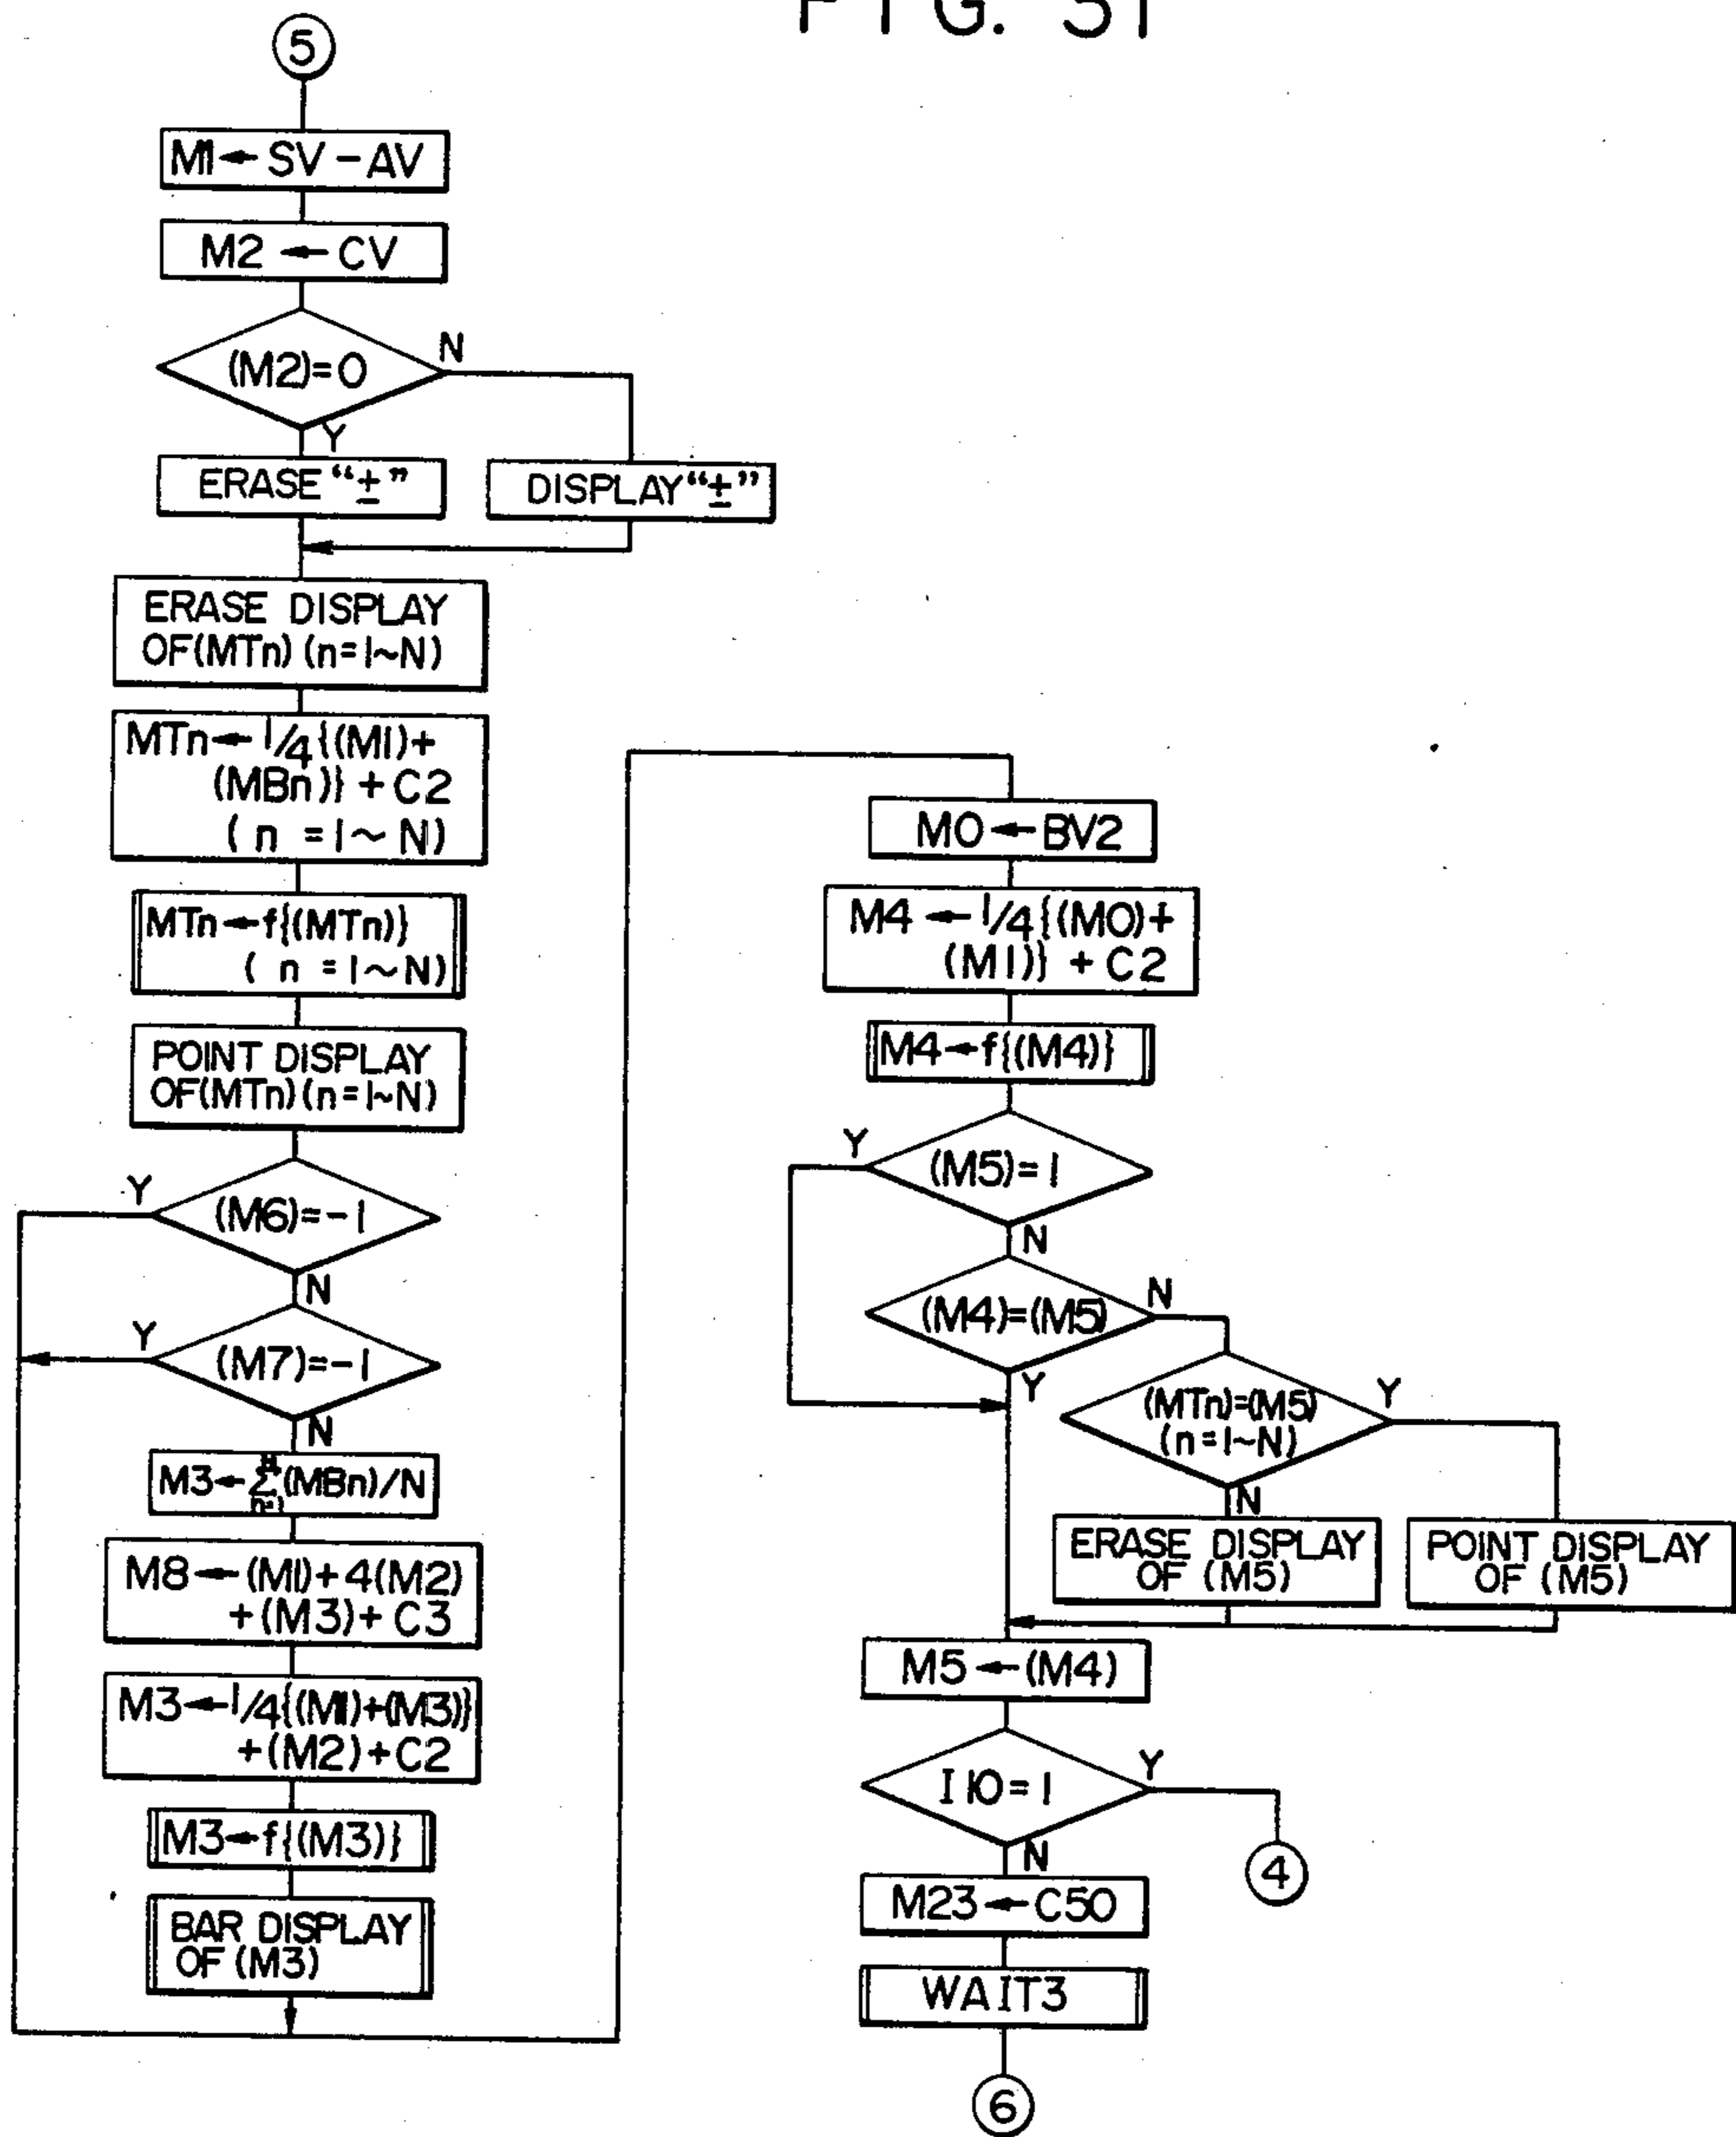 FIG. 31
5
M1←SV-AV
M2←CV
(M2)=0
N
Y
ERASE "±"
DISPLAY "±"
ERASE DISPLAY
OF(MTn)(n=1~N)
MTn←1/4{(M1)+
(MBn)}+C2
(n=1~N)
MTn←f{(MTn)}
(n=1~N)
POINT DISPLAY
OF(MTn)(n=1~N)
Y
(M6)=-1
N
Y
(M7)=-1
N
M3←Σ(MBn)/N
M8←(M1)+4(M2)
+(M3)+C3
M3←1/4{(M1)+(M3)}
+(M2)+C2
M3←f{(M3)}
BAR DISPLAY
OF (M3)
M0←BV2
M4←1/4{(M0)+
(M1)}+C2
M4←f{(M4)}
Y
(M5)=1
N
(M4)=(M5)
N
Y
(MTn)=(M5)
(n=1~N)
Y
N
ERASE DISPLAY
OF (M5)
POINT DISPLAY
OF (M5)
M5←(M4)
I10=1
Y
N
4
M23←C50
WAIT3
6